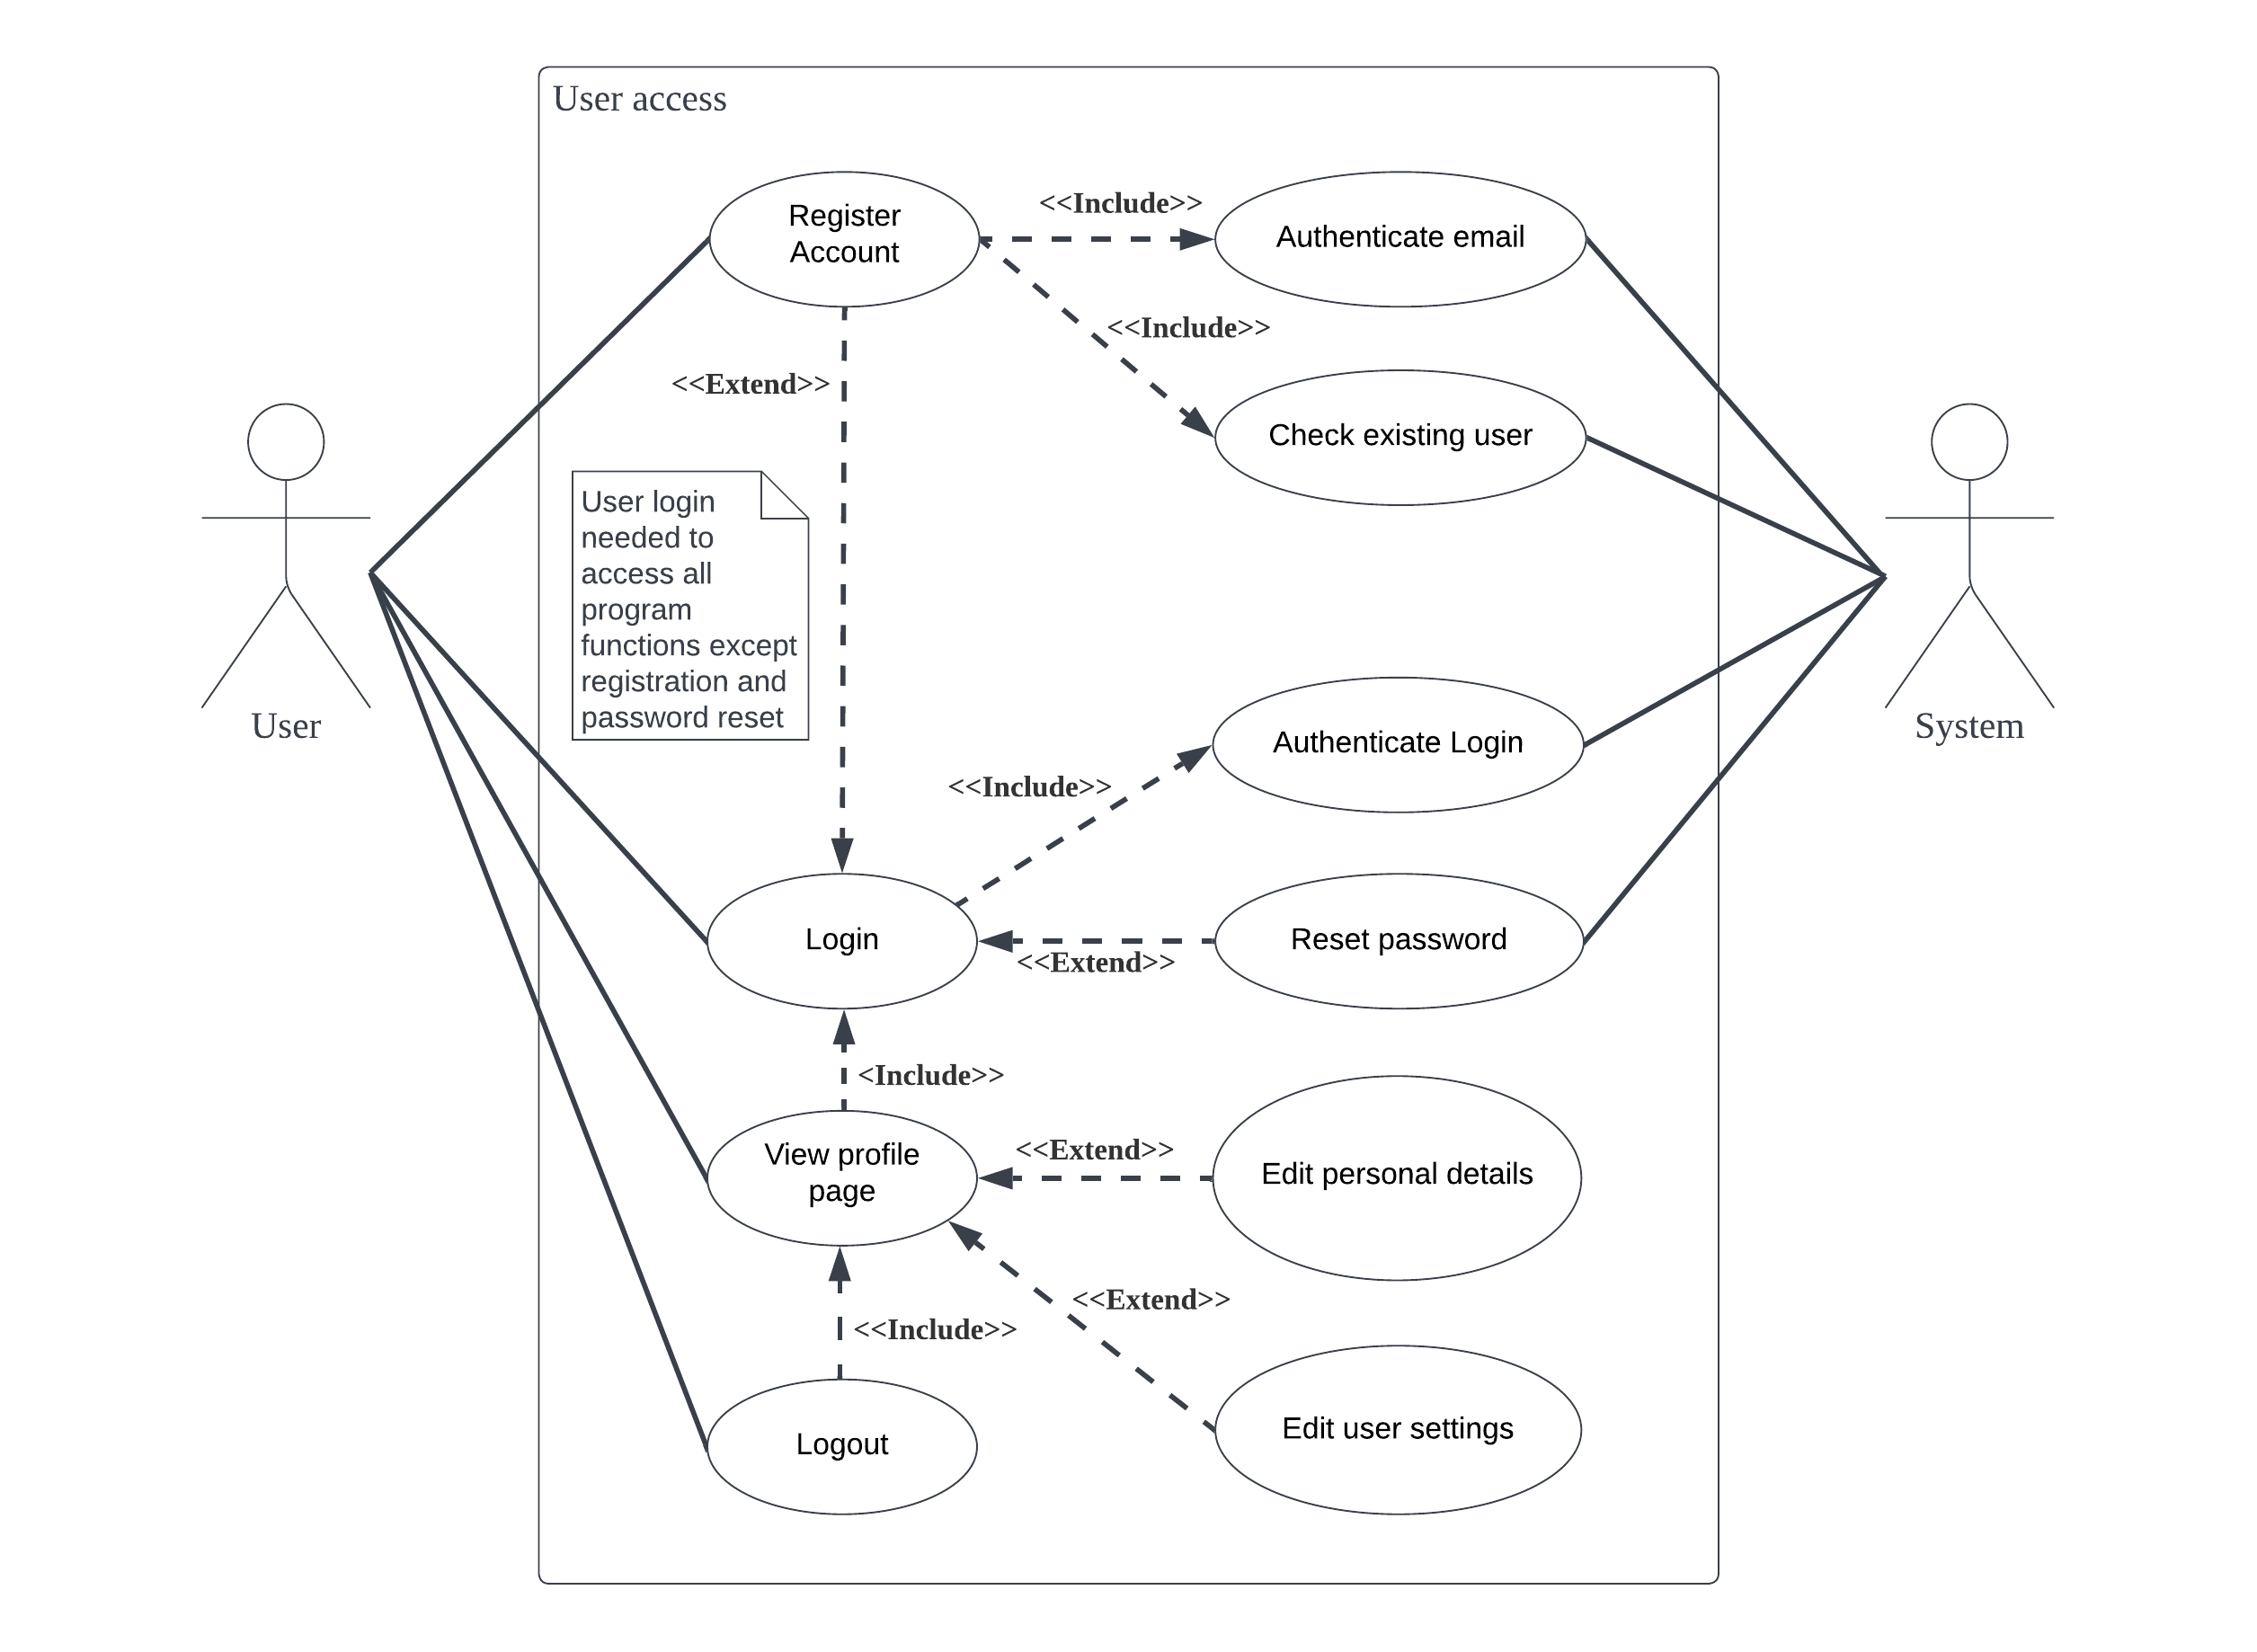 User access
Register
Account
<<Include>>
Authenticate email
<<Include>>
<<Extend>>
Check existing user
User login
needed to
access all
program
functions except
registration and
password reset
User
System
Authenticate Login
<<Include>>
Login
<<Extend>>
Reset password
<Include>>
View profile
page
<<Extend>>
Edit personal details
<<Extend>>
<<Include>>
Logout
Edit user settings